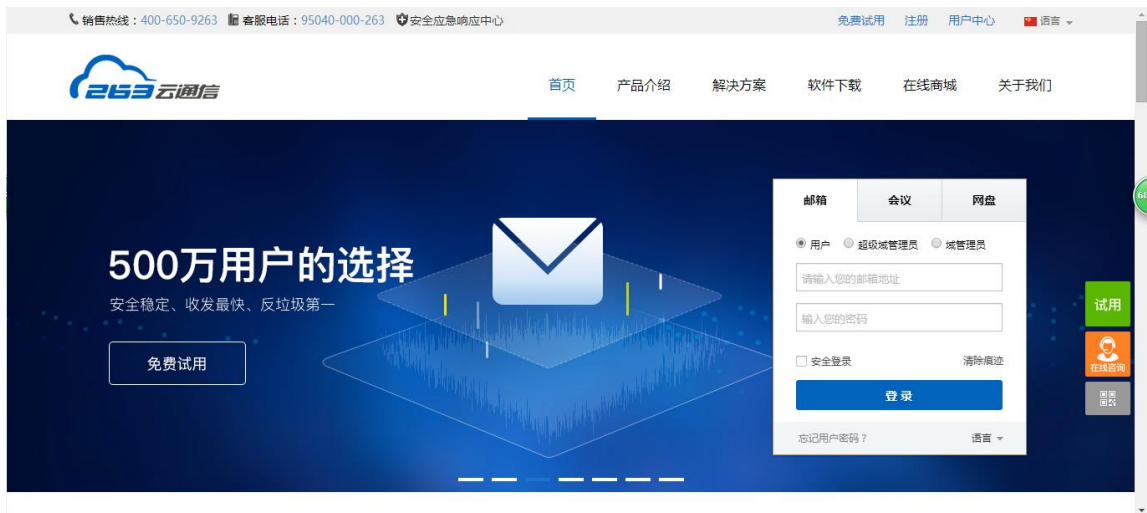 销售热线：400-650-9263 客服电话：95040-000-263 安全应急响应中心 免费试用 注册 用户中心 语言
263云通信 首页 产品介绍 解决方案 软件下载 在线商城 关于我们
邮箱 会议 网盘
68
用户 超级域管理员 域管理员
500万用户的选择
请输入您的邮箱地址
安全稳定、收发最快、反垃圾第一
试用
输入您的密码
免费试用
安全登录 清除痕迹
在线咨询
登 录
忘记用户密码？ 语言